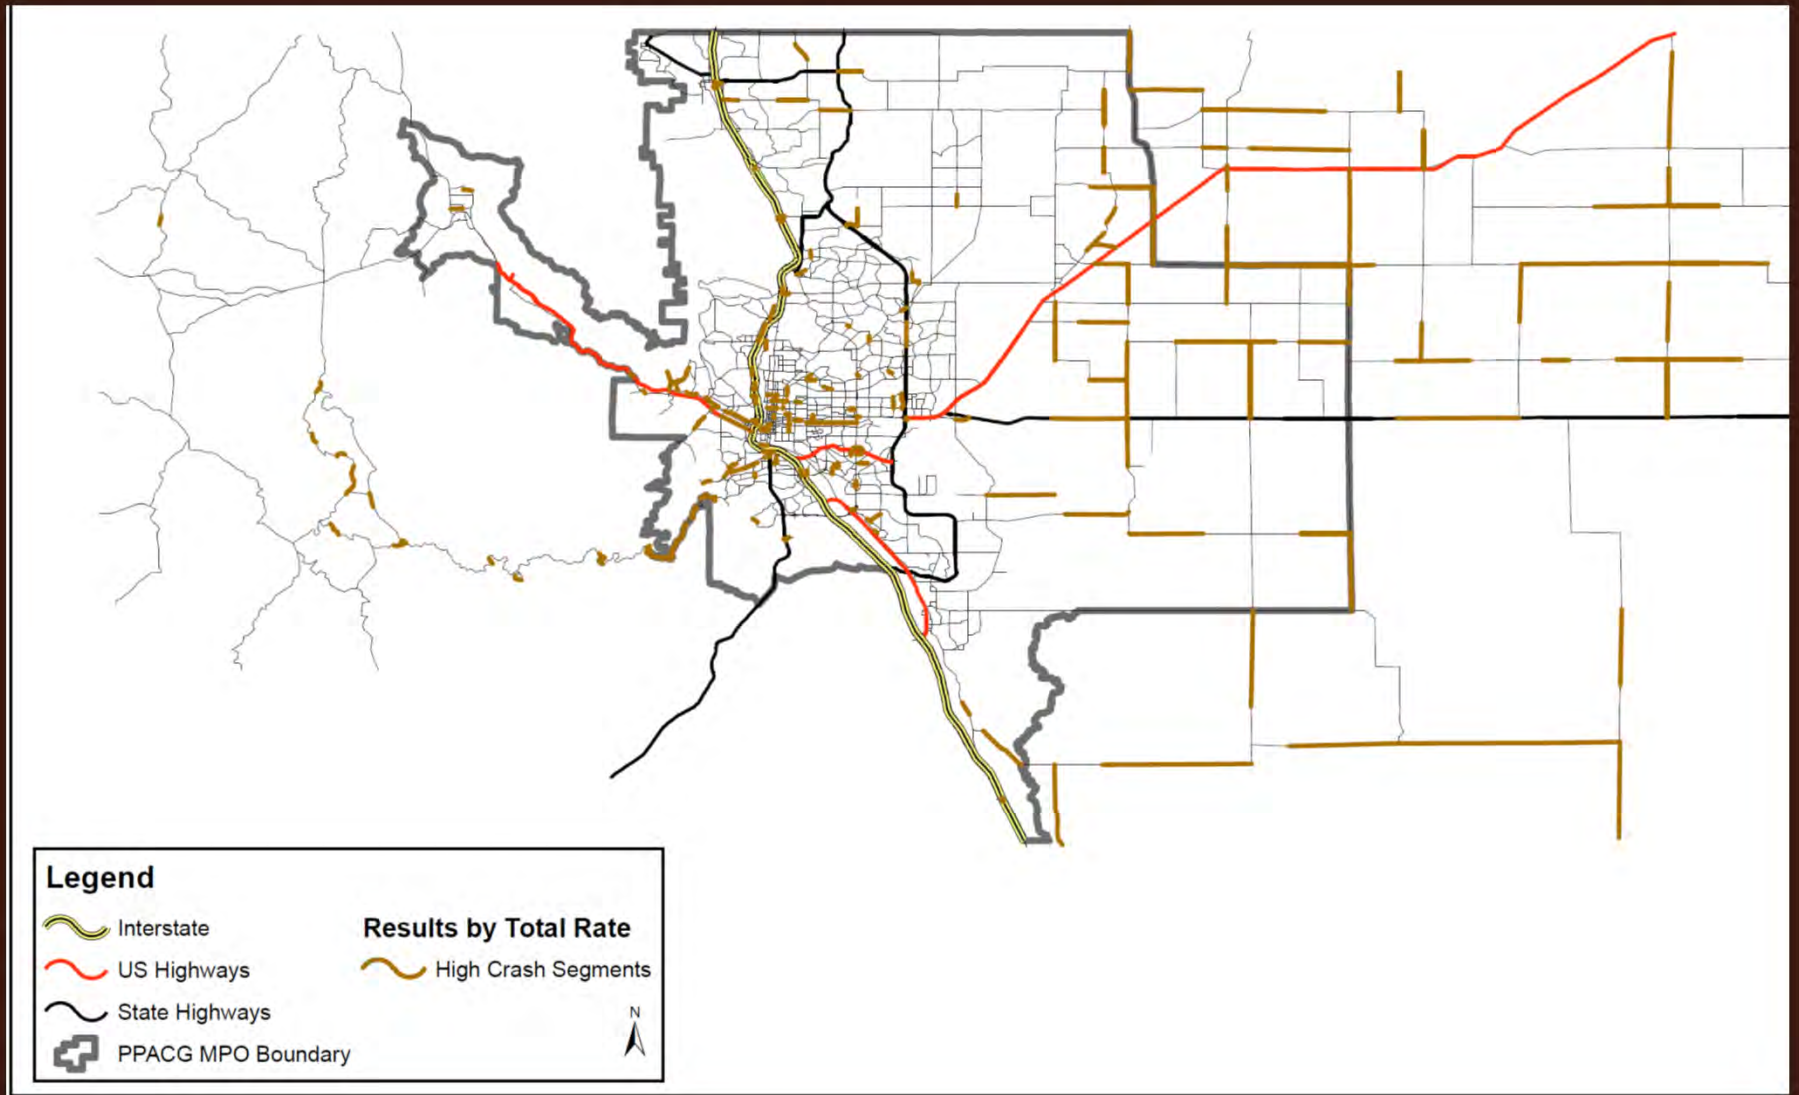 Legend
Interstate
US Highways
State Highways
PPACG MPO Boundary
Results by Total Rate
High Crash Segments
N